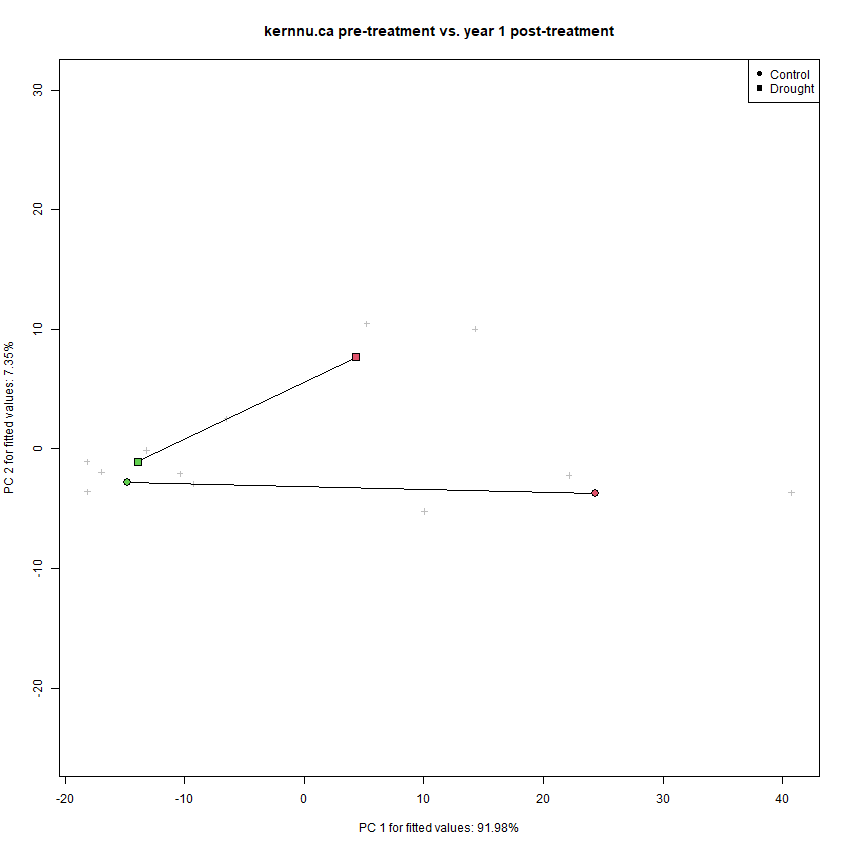 kernnu.ca pre-treatment vs. year 1 post-treatment
Control
Drought
30
20
10
0
-10
-20
PC 2 for fitted values: 7.35%
-20 -10 0 10 20 30 40
PC 1 for fitted values: 91.98%